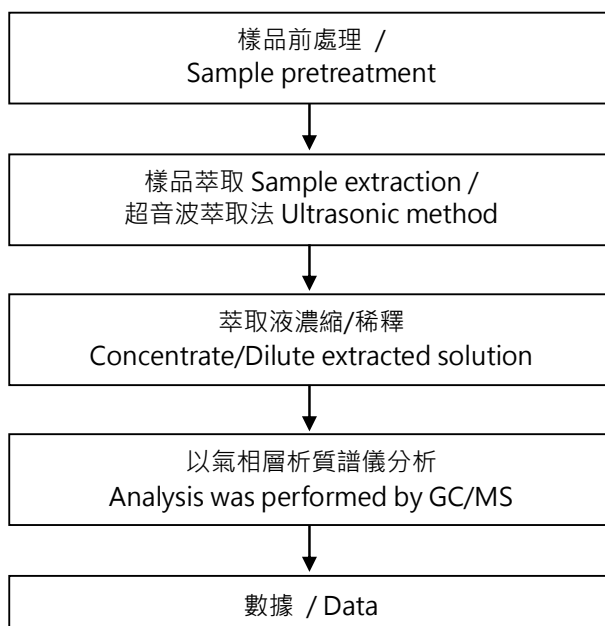 樣品前處理 /
Sample pretreatment
樣品萃取 Sample extraction /
超音波萃取法 Ultrasonic method
萃取液濃縮/稀釋
Concentrate/Dilute extracted solution
以氣相層析質譜儀分析
Analysis was performed by GC/MS
數據 / Data